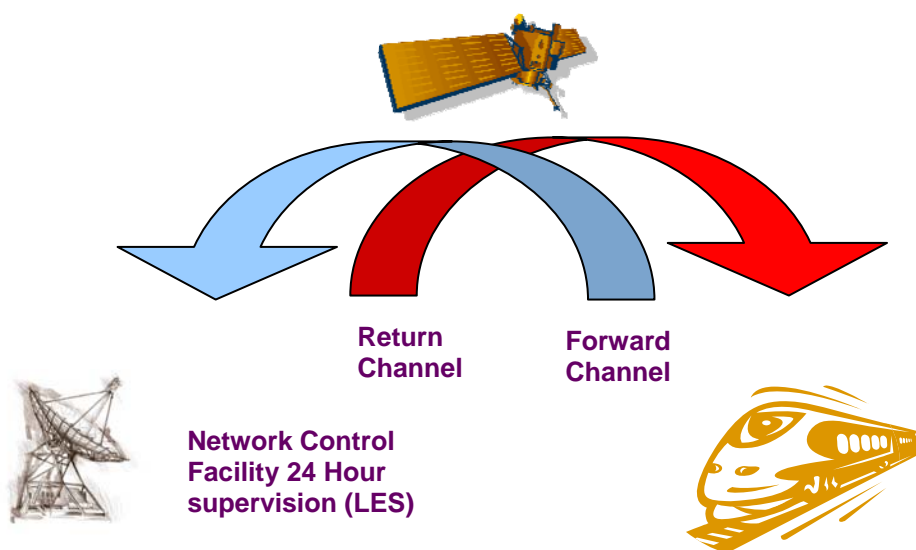 Return
Channel
Forward
Channel
Network Control
Facility 24 Hour
supervision (LES)